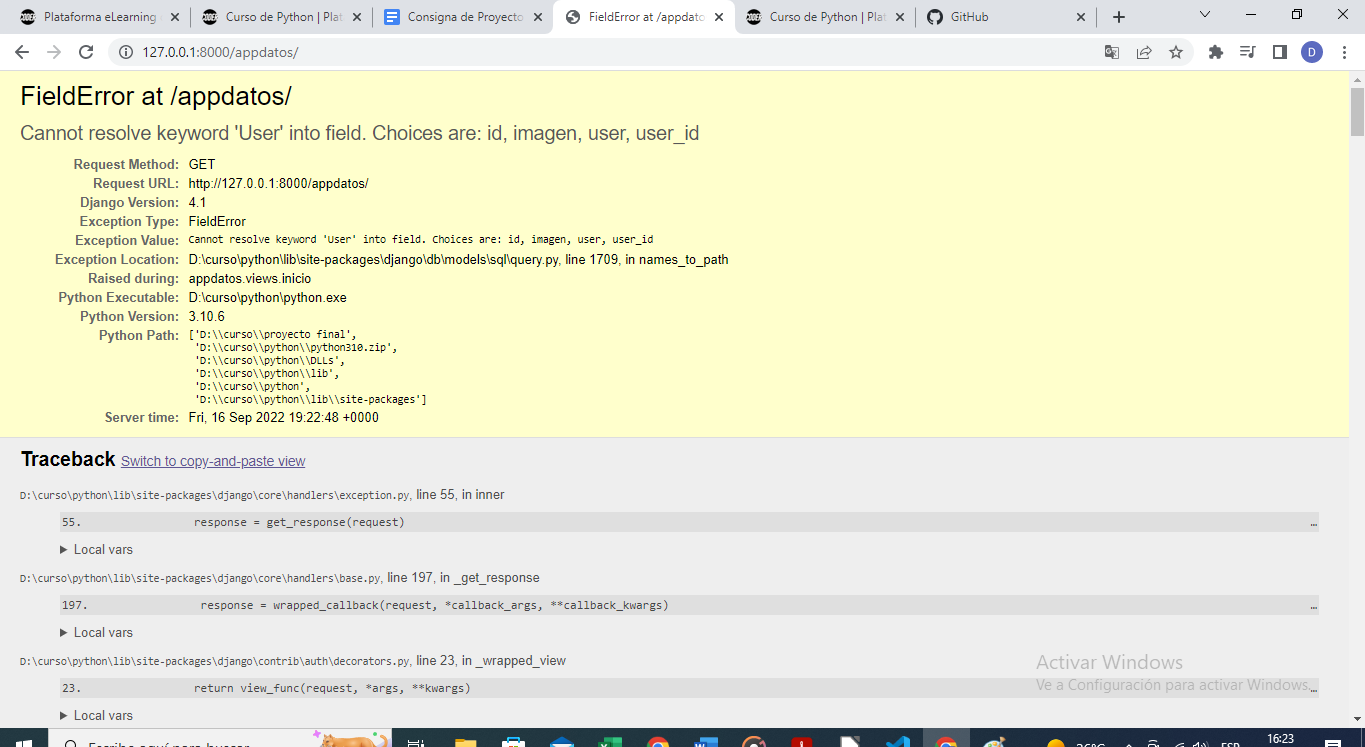 Plataforma eLearning
Curso de Python | Plat
Consigna de Proyecto
FieldError at /appdato
Curso de Python | Plat
GitHub
127.0.0.1:8000/appdatos/
D
FieldError at /appdatos/
Cannot resolve keyword 'User' into field. Choices are: id, imagen, user, user_id
Request Method: GET
Request URL: http://127.0.0.1:8000/appdatos/
Django Version: 4.1
Exception Type: FieldError
Exception Value: Cannot resolve keyword 'User' into field. Choices are: id, imagen, user, user_id
Exception Location: D:\curso\python\lib\site-packages\django\db\models\sql\query.py, line 1709, in names_to_path
Raised during: appdatos.views.inicio
Python Executable: D:\curso\python\python.exe
Python Version: 3.10.6
Python Path: ['D:\\curso\\proyecto final',
'D:\\curso\\python\\python310.zip',
'D:\\curso\\python\\DLLs',
'D:\\curso\\python\\lib',
'D:\\curso\\python',
'D:\\curso\\python\\lib\\site-packages']
Server time: Fri, 16 Sep 2022 19:22:48 +0000
Traceback Switch to copy-and-paste view
D:\curso\python\lib\site-packages\django\core\handlers\exception.py, line 55, in inner
55. response = get_response(request) …
▶ Local vars
D:\curso\python\lib\site-packages\django\core\handlers\base.py, line 197, in _get_response
197. response = wrapped_callback(request, *callback_args, **callback_kwargs) …
▶ Local vars
D:\curso\python\lib\site-packages\django\contrib\auth\decorators.py, line 23, in _wrapped_view
23. return view_func(request, *args, **kwargs) …
▶ Local vars
Activar Windows
Ve a Configuración para activar Windows.
Escribe aquí para buscar
26°C
ESP
16:23